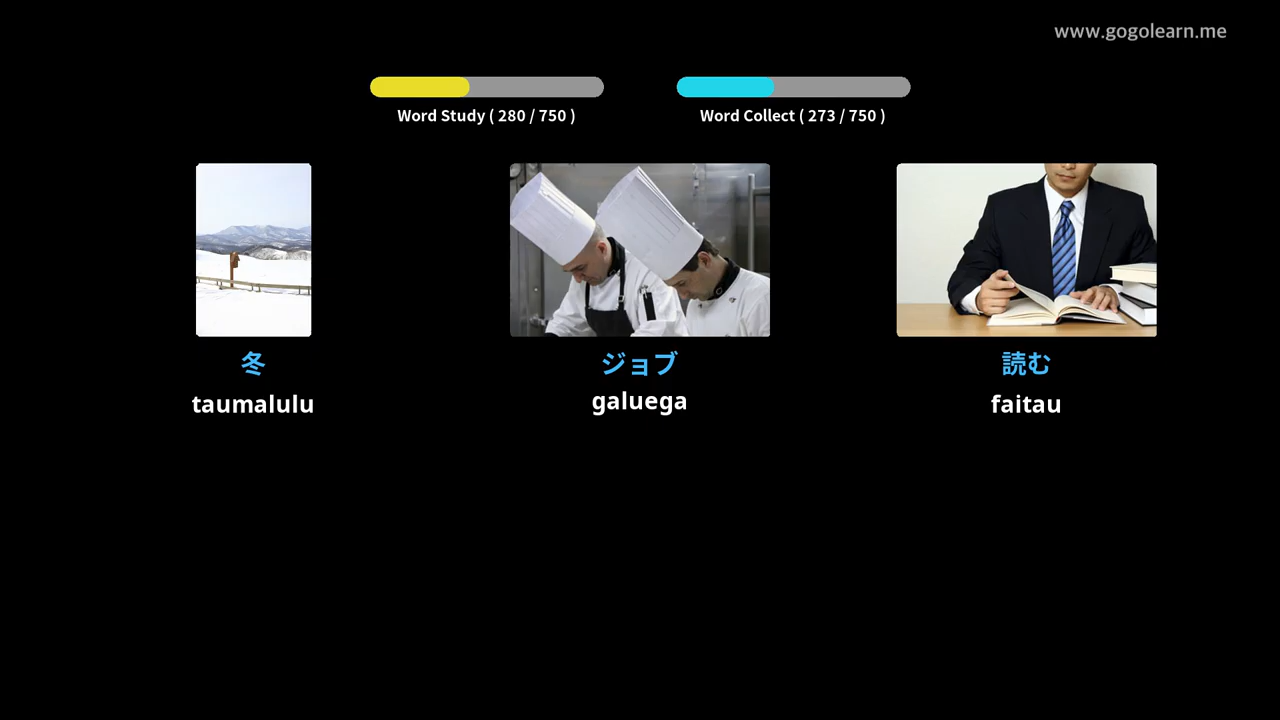 www.gogolearn.me
Word Study ( 280 / 750 )
Word Collect ( 273 / 750 )
冬
ジョブ
読む
taumalulu
galuega
faitau